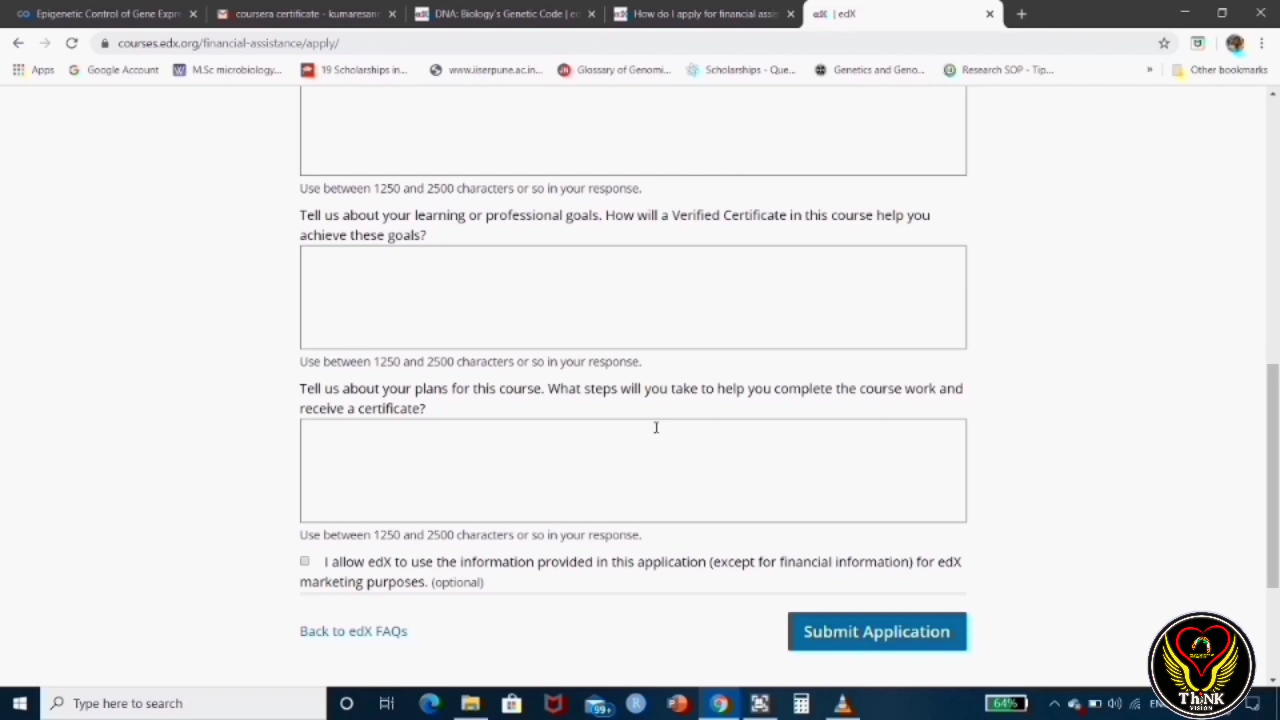 Epigenetic Control of Gene Expr
coursera certificate - kumaresan
DNA: Biology's Genetic Code | e
How do I apply for financial assis
edX | edX
courses.edx.org/financial-assistance/apply/
Apps
Google Account
M.Sc microbiology...
19 Scholarships in...
www.iiserpune.ac.in...
Glossary of Genomi...
Scholarships - Que...
Genetics and Geno...
Research SOP - Tip...
»
Other bookmarks
Use between 1250 and 2500 characters or so in your response.
Tell us about your learning or professional goals. How will a Verified Certificate in this course help you
achieve these goals?
Use between 1250 and 2500 characters or so in your response.
Tell us about your plans for this course. What steps will you take to help you complete the course work and
receive a certificate?
Use between 1250 and 2500 characters or so in your response.
I allow edX to use the information provided in this application (except for financial information) for edX
marketing purposes. (optional)
Back to edX FAQs
Submit Application
Type here to search
99+
R
64%
ThiNK
VISION